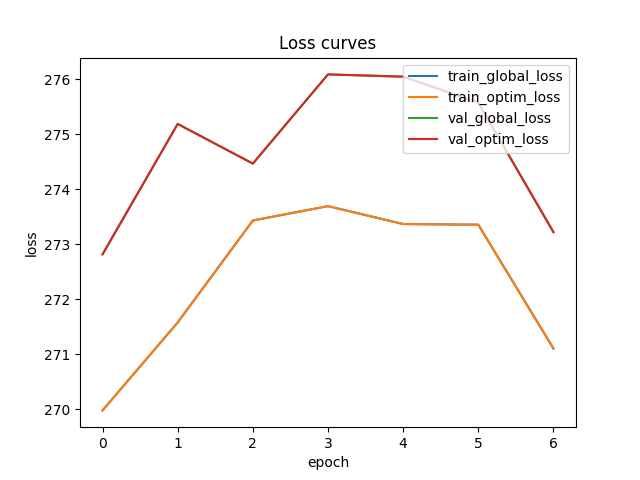 Loss curves
train_global_loss
train_optim_loss
val_global_loss
val_optim_loss
276
275
274
273
272
271
270
loss
0 1 2 3 4 5 6
epoch